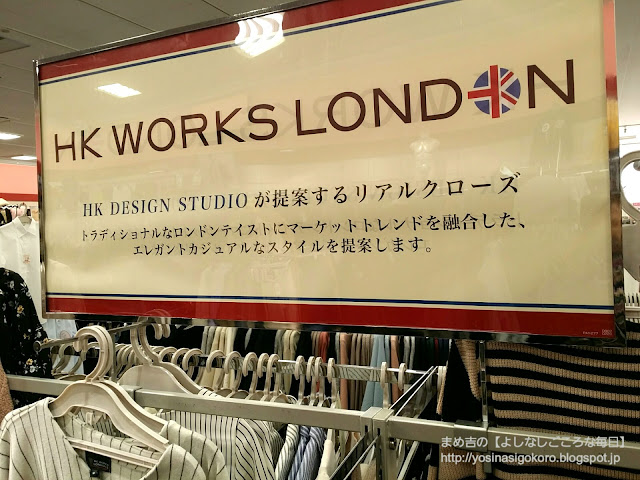 HK WORKS LONDON
HK DESIGN STUDIO が提案するリアルクローズ
トラディショナルなロンドンテイストにマーケットトレンドを融合した、
エレガントカジュアルなスタイルを提案します。
まめ吉の【よしなしごころな毎日】
http://yosinasigokoro.blogspot.jp